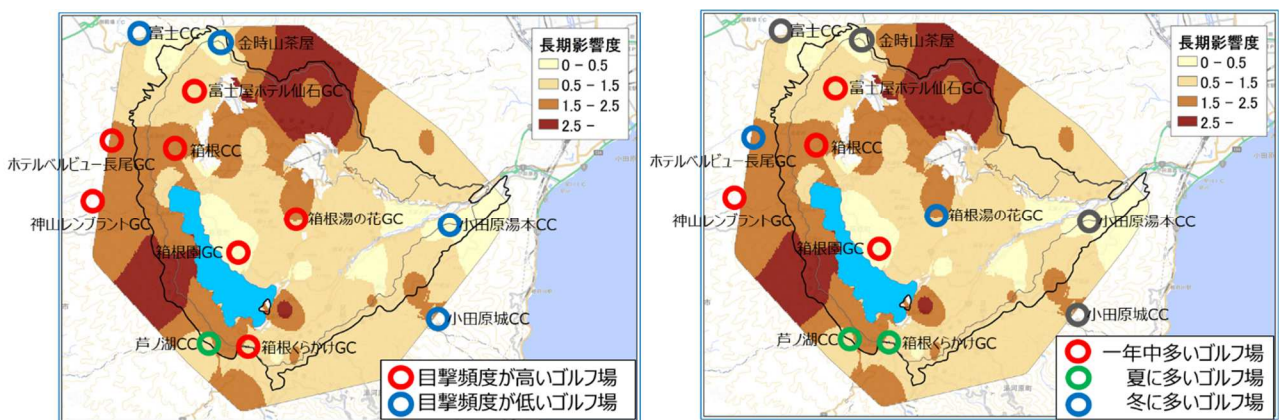 富士CC
金時山茶屋
長期影響度
0 - 0.5
0.5 - 1.5
1.5 - 2.5
2.5 -
富士屋ホテル仙石GC
箱根CC
ホテルベルビュー長尾GC
神山レンブラントGC
箱根湯の花GC
小田原湯本CC
箱根園GC
小田原城CC
芦ノ湖CC
箱根くらかけGC
目撃頻度が高いゴルフ場
目撃頻度が低いゴルフ場
富士CC
金時山茶屋
長期影響度
0 - 0.5
0.5 - 1.5
1.5 - 2.5
2.5 -
富士屋ホテル仙石GC
箱根CC
ホテルベルビュー長尾GC
神山レンブラントGC
箱根湯の花GC
小田原湯本CC
箱根園GC
小田原城CC
芦ノ湖CC
箱根くらかけGC
一年中多いゴルフ場
夏に多いゴルフ場
冬に多いゴルフ場